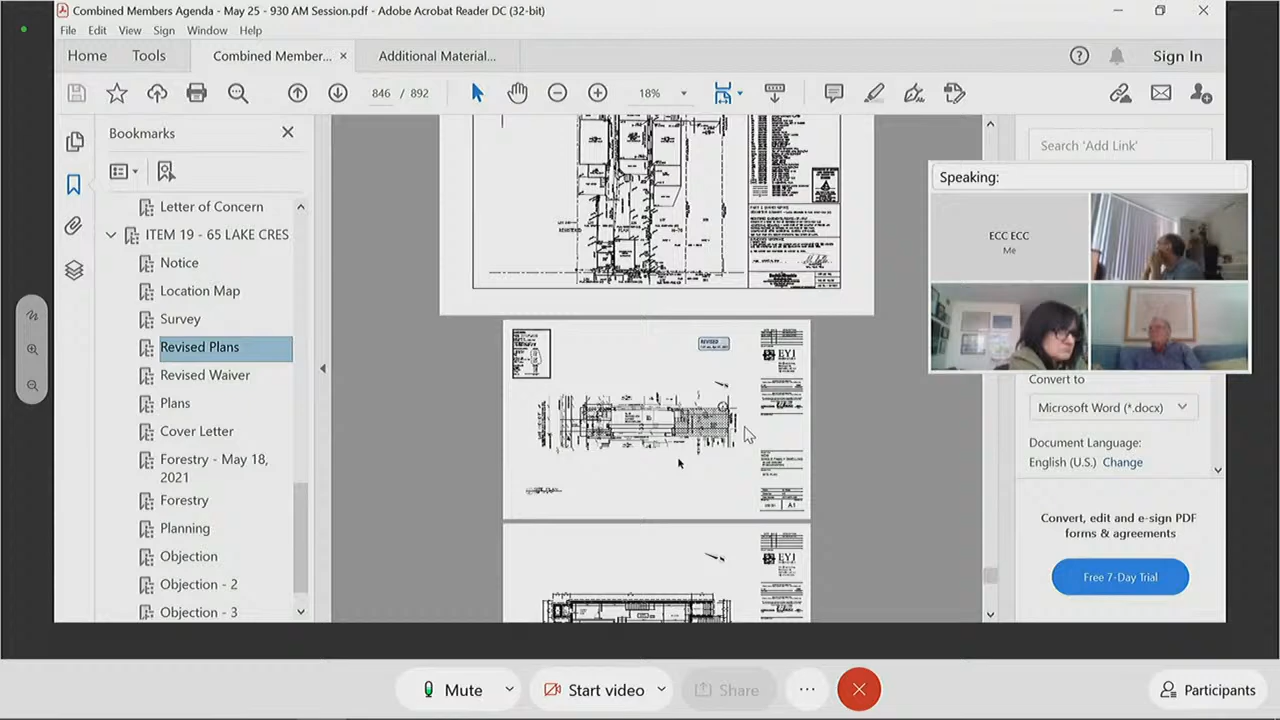 Combined Members Agenda - May 25 - 930 AM Session.pdf - Adobe Acrobat Reader DC (32-bit)
File Edit View Sign Window Help
Home Tools Combined Member... × Additional Material... Sign In
846 / 892 18%
Bookmarks
Letter of Concern
ITEM 19 - 65 LAKE CRES
Notice
Location Map
Survey
Revised Plans
Revised Waiver
Plans
Cover Letter
Forestry - May 18,
2021
Forestry
Planning
Objection
Objection - 2
Objection - 3
REVISED
EYJ
A1
EYJ
Search 'Add Link'
Speaking:
ECC ECC
Me
Convert to
Microsoft Word (*.docx)
Document Language:
English (U.S.) Change
Convert, edit and e-sign PDF
forms & agreements
Free 7-Day Trial
Mute Start video Share ... Participants